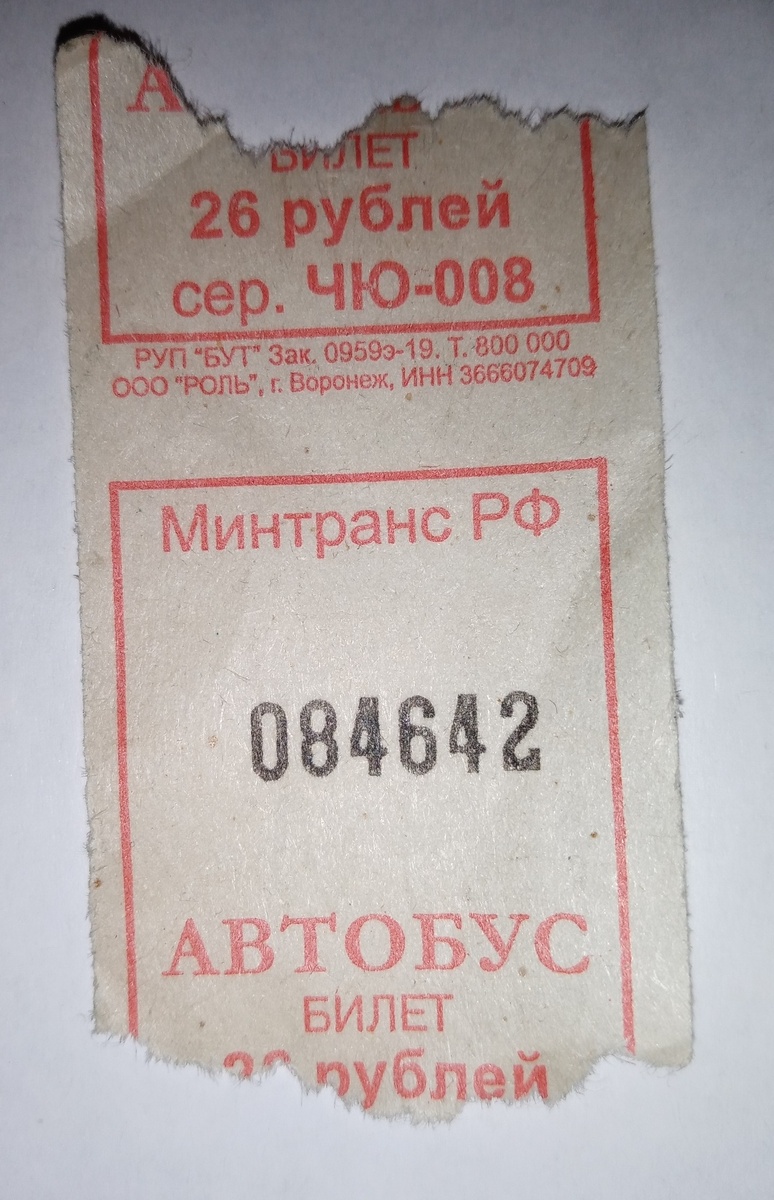 БИЛЕТ
26 рублей
сер. ЧЮ-008
РУП "БУТ" Зак. 0959э-19. Т. 800 000
ООО "РОЛЬ", г. Воронеж, ИНН 3666074709
Минтранс РФ
084642
АВТОБУС
БИЛЕТ
рублей